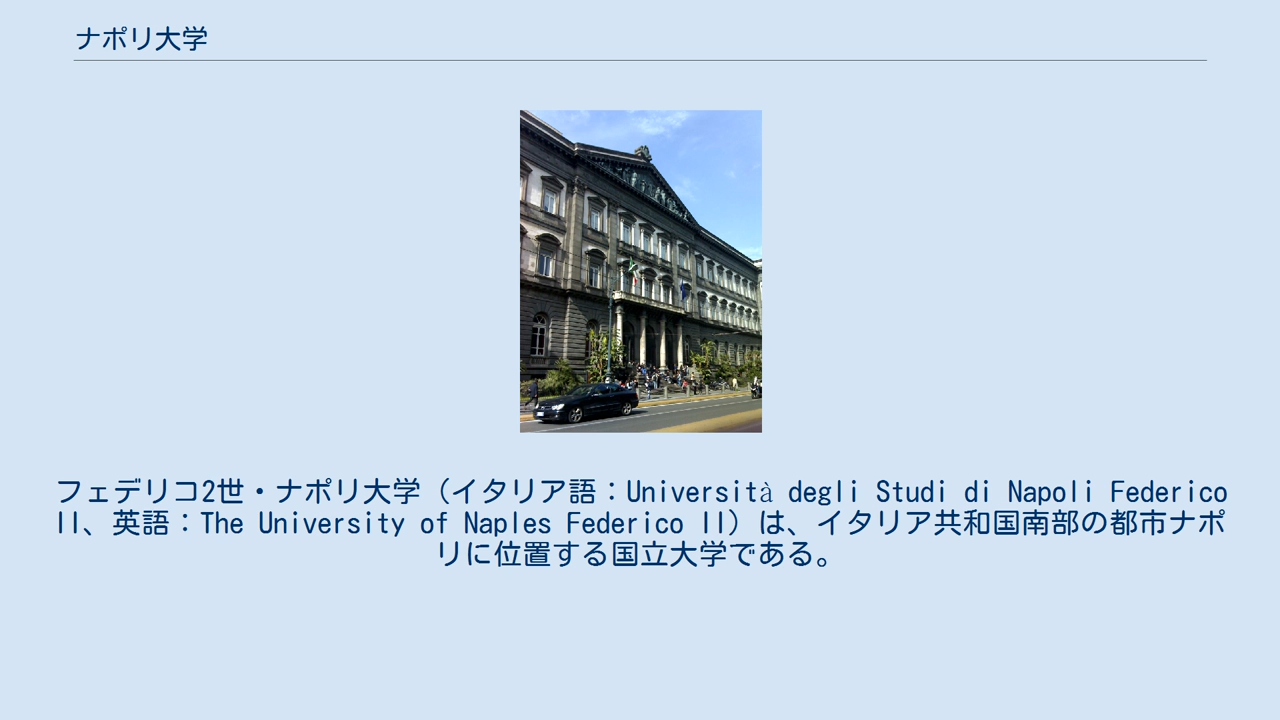 ナポリ大学
フェデリコ2世・ナポリ大学（イタリア語：Università degli Studi di Napoli Federico
II、英語：The University of Naples Federico II）は、イタリア共和国南部の都市ナポ
リに位置する国立大学である。